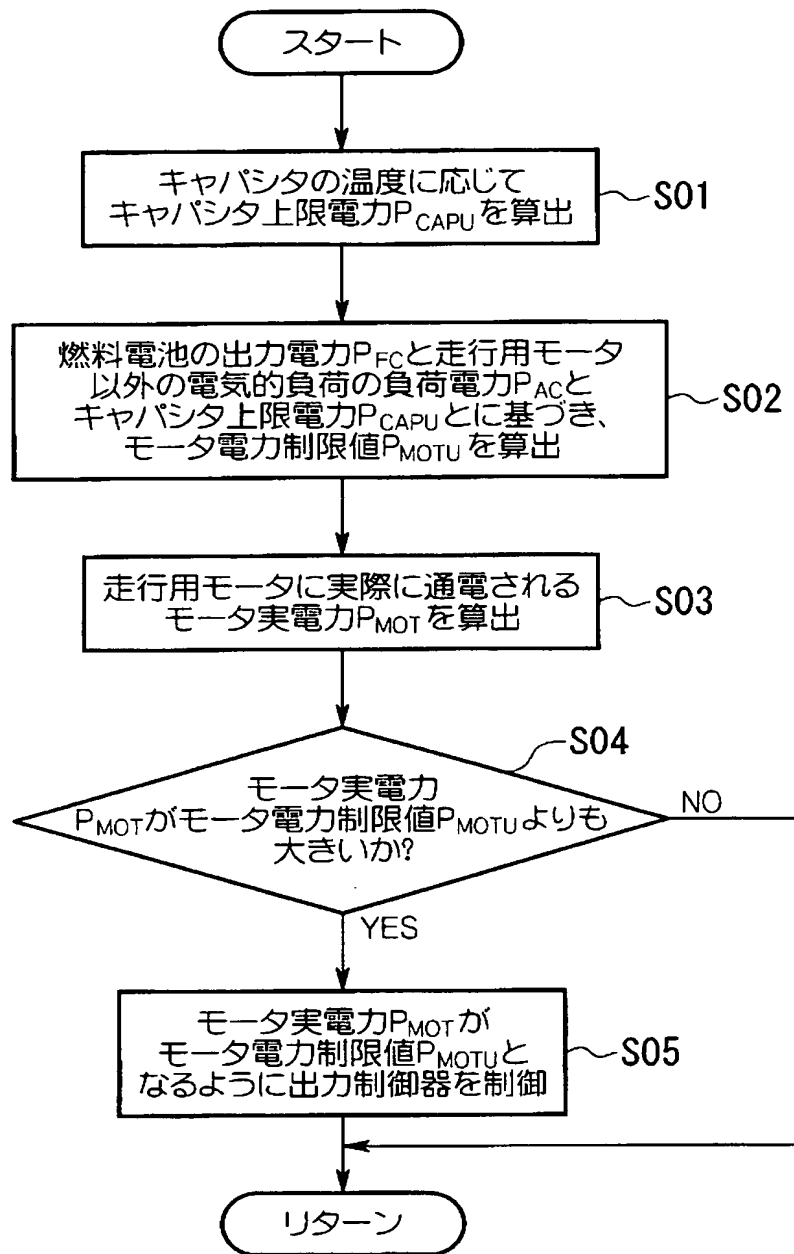 スタート
キャパシタの温度に応じて
キャパシタ上限電力PCAPUを算出
S01
燃料電池の出力電力PFCと走行用モータ
以外の電気的負荷の負荷電力PACと
キャパシタ上限電力PCAPUとに基づき、
モータ電力制限値PMOTUを算出
S02
走行用モータに実際に通電される
モータ実電力PMOTを算出
S03
S04
モータ実電力
PMOTがモータ電力制限値PMOTUよりも
大きいか?
NO
YES
モータ実電力PMOTが
モータ電力制限値PMOTUと
なるように出力制御器を制御
S05
リターン